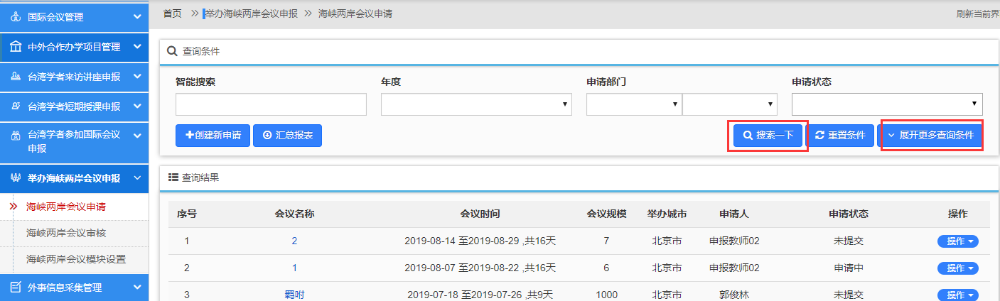 国际会议管理
中外合作办学项目管理
台湾学者来访讲座申报
台湾学者短期授课申报
台湾学者参加国际会议
申报
举办海峡两岸会议申报
海峡两岸会议申请
海峡两岸会议审核
海峡两岸会议模块设置
外事信息采集管理
首页 举办海峡两岸会议申报 海峡两岸会议申请 刷新当前界
查询条件
智能搜索 年度 申请部门 申请状态
创建新申请 汇总报表 搜索一下 重置条件 展开更多查询条件
查询结果
序号 会议名称 会议时间 会议规模 举办城市 申请人 申请状态 操作
1 2 2019-08-14 至2019-08-29 ,共16天 7 北京市 申报教师02 未提交 操作
2 1 2019-08-07 至2019-08-22 ,共16天 6 北京市 申报教师02 申请中 操作
3 2019-07-18 至2019-07-26 ,共9天 1000 北京市 郭俊林 未提交 操作